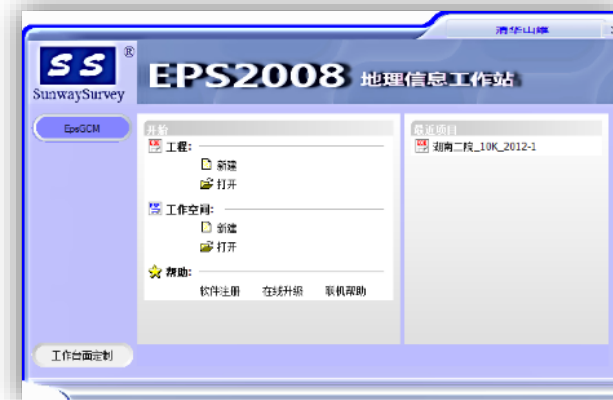 清华山维
SS®
SunwaySurvey
EPS2008 地理信息工作站
EpsGCM
开始
工程:
新建
打开
工作空间:
新建
打开
帮助:
软件注册 在线升级 联机帮助
最近项目
湖南二院_10K_2012-1
工作台面定制